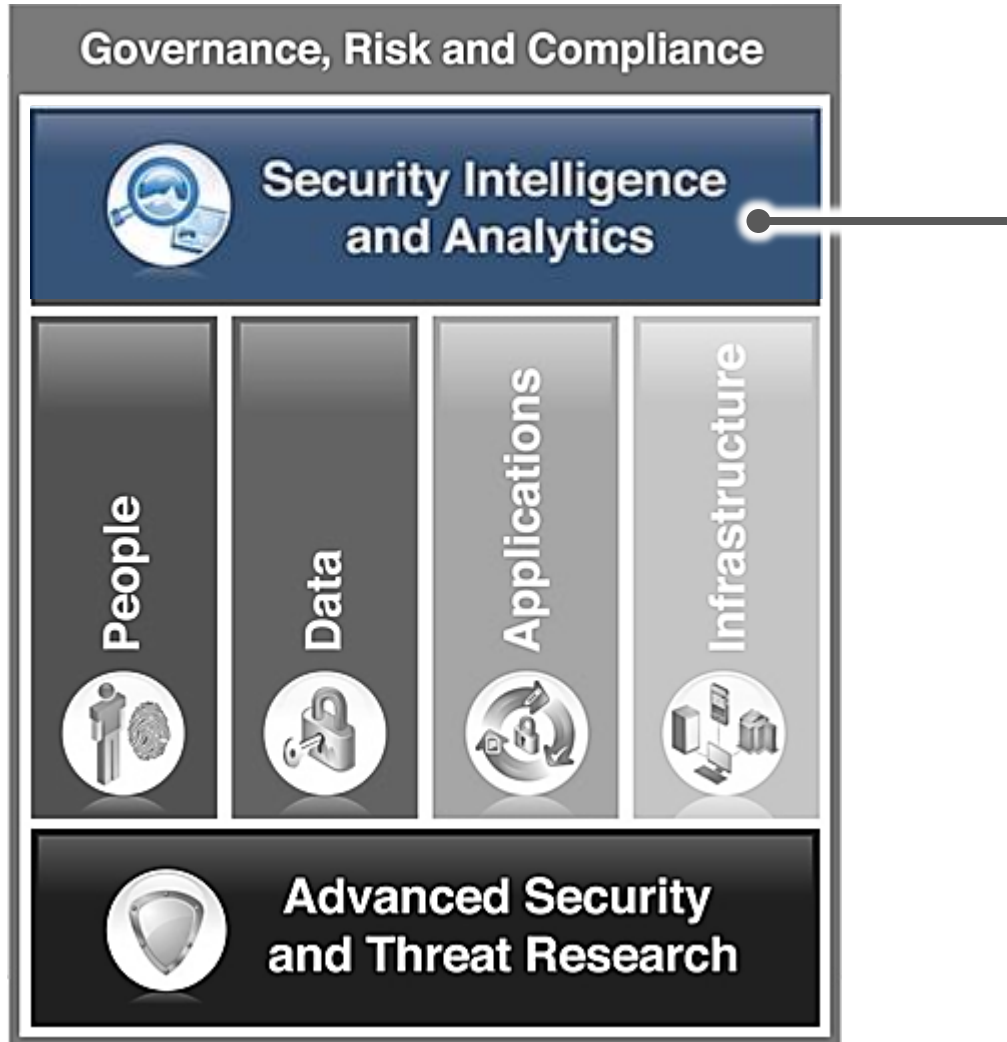 Governance, Risk and Compliance
Security Intelligence
and Analytics
People
Data
Applications
Infrastructure
Advanced Security
and Threat Research